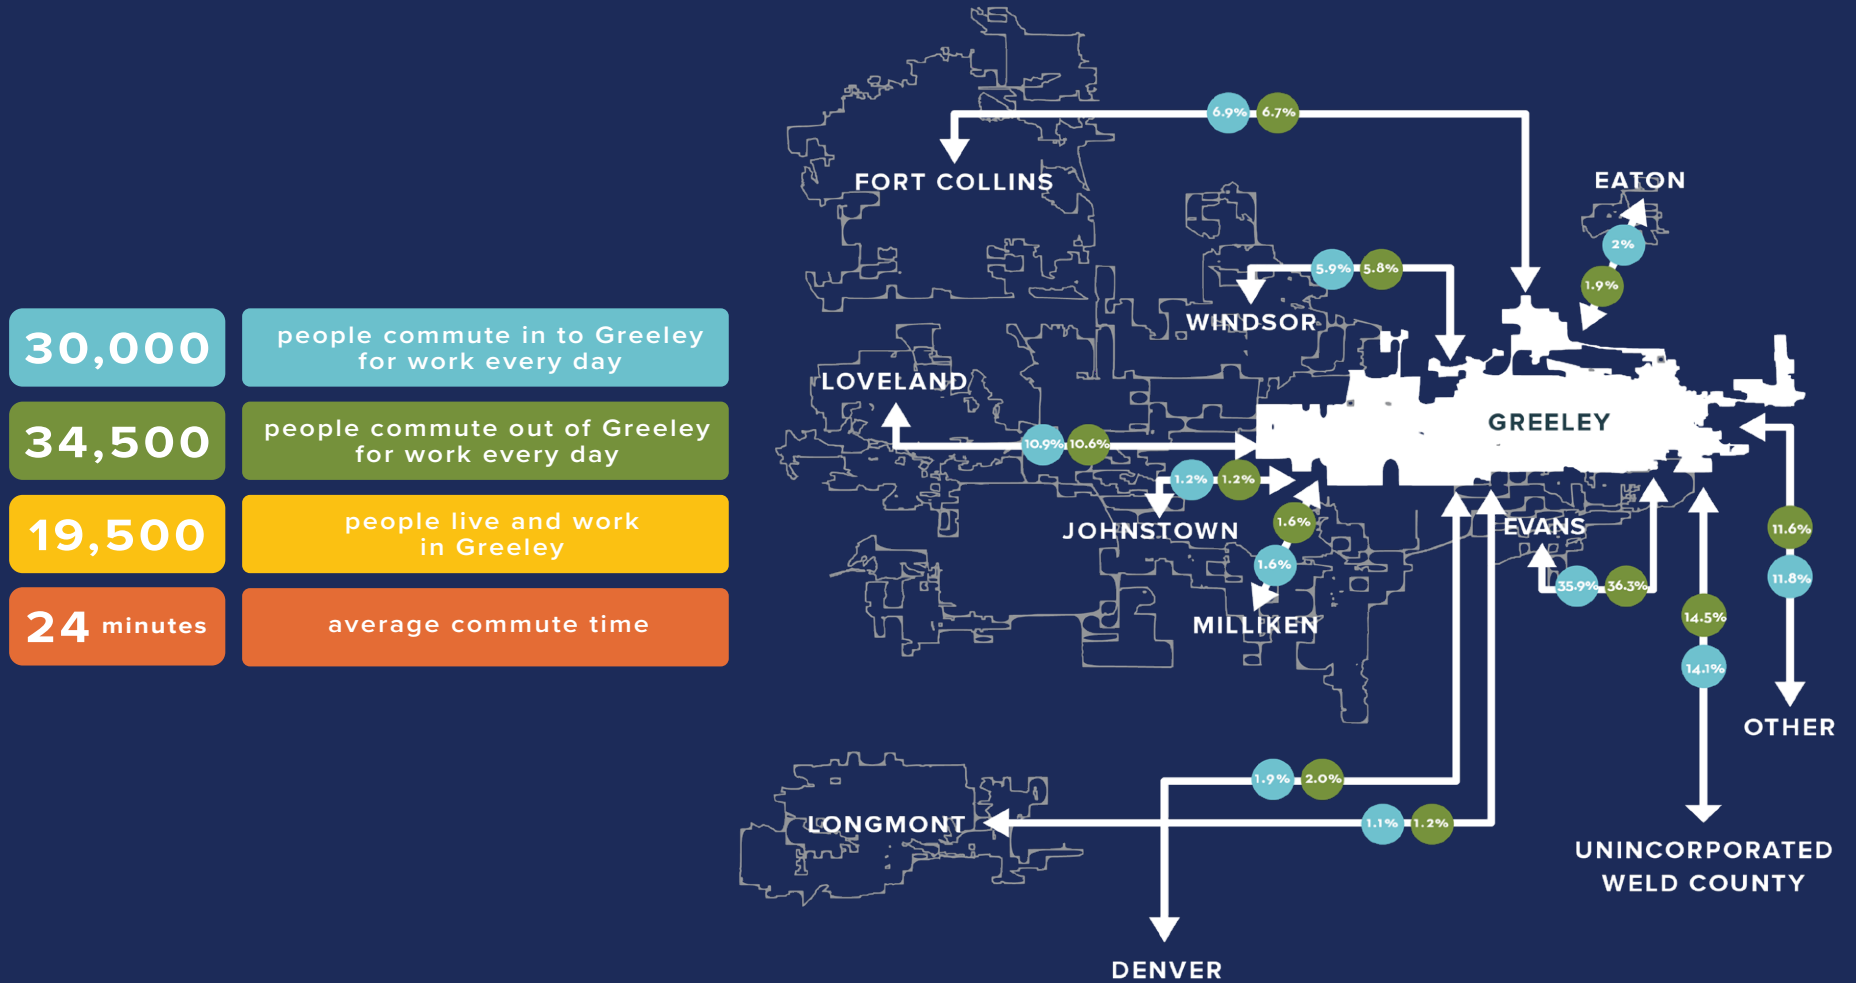 30,000
people commute in to Greeley
for work every day
34,500
people commute out of Greeley
for work every day
19,500
people live and work
in Greeley
24 minutes
average commute time
6.9% 6.7%
FORT COLLINS
EATON
2%
1.9%
5.9% 5.8%
WINDSOR
LOVELAND
GREELEY
10.9% 10.6%
1.2% 1.2%
JOHNSTOWN
1.6%
1.6%
MILLIKEN
EVANS
35.9% 36.3%
11.6%
11.8%
OTHER
14.5%
14.1%
UNINCORPORATED
WELD COUNTY
1.9% 2.0%
LONGMONT
1.1% 1.2%
DENVER